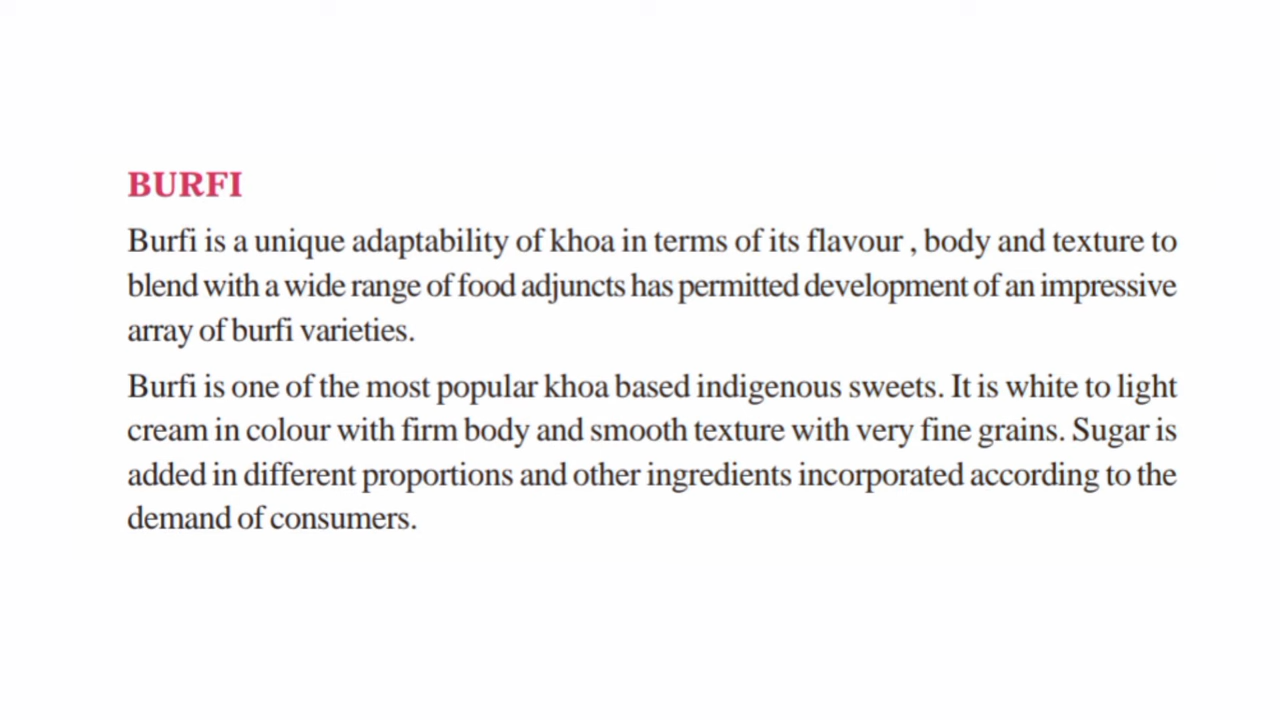 BURFI
Burfi is a unique adaptability of khoa in terms of its flavour , body and texture to
blend with a wide range of food adjuncts has permitted development of an impressive
array of burfi varieties.
Burfi is one of the most popular khoa based indigenous sweets. It is white to light
cream in colour with firm body and smooth texture with very fine grains. Sugar is
added in different proportions and other ingredients incorporated according to the
demand of consumers.